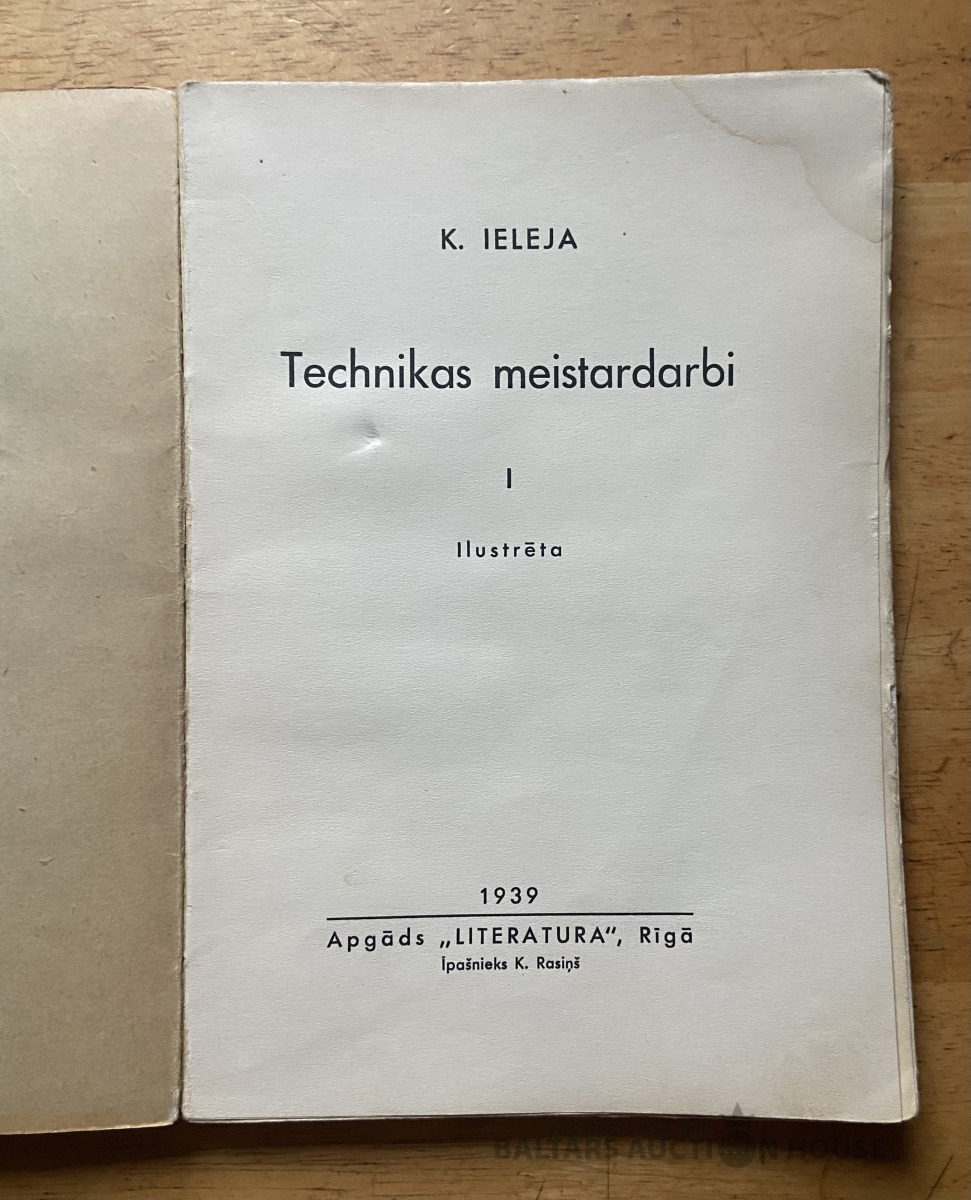 K. IELEJA
Technikas meistardarbi
I
Ilustrēta
1939
Apgāds „LITERATURA“, Rīgā
Īpašnieks K. Rasiņš
BALTARS AUCTION HOUSE